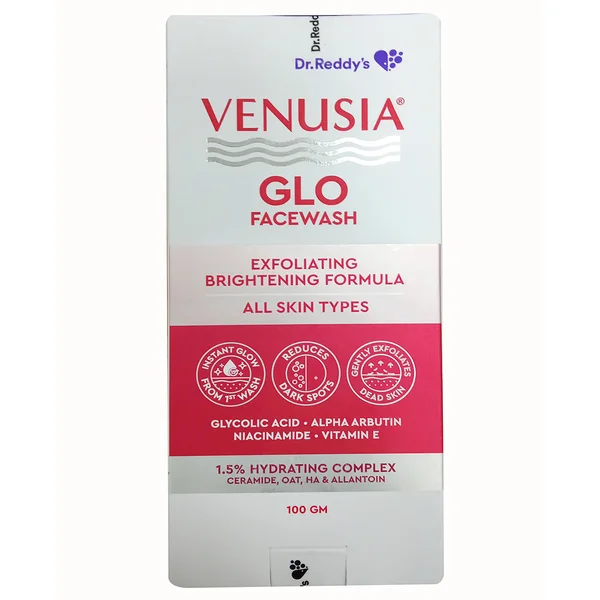 Dr.Reddy's
Dr.Reddy's
VENUSIA®
GLO
FACEWASH
EXFOLIATING
BRIGHTENING FORMULA
ALL SKIN TYPES
INSTANT GLOW
FROM 1ST WASH
REDUCES
DARK SPOTS
GENTLY EXFOLIATES
DEAD SKIN
GLYCOLIC ACID • ALPHA ARBUTIN
NIACINAMIDE • VITAMIN E
1.5% HYDRATING COMPLEX
CERAMIDE, OAT, HA & ALLANTOIN
100 GM